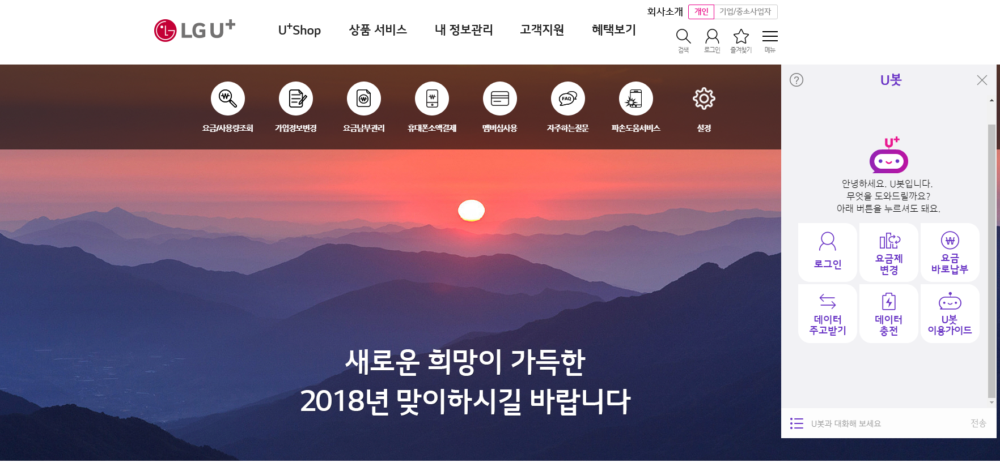 회사소개 개인 기업/중소사업자
LG U+ U+Shop 상품 서비스 내 정보관리 고객지원 혜택보기
검색 로그인 즐겨찾기 메뉴
요금/사용량조회 가입정보변경 요금납부관리 휴대폰소액결제 멤버십사용 자주하는질문 파손도움서비스 설정
FAQ
새로운 희망이 가득한
2018년 맞이하시길 바랍니다
? U봇
U+
안녕하세요. U봇입니다.
무엇을 도와드릴까요?
아래 버튼을 누르셔도 돼요.
로그인
요금제
변경
요금
바로납부
데이터
주고받기
데이터
충전
U봇
이용가이드
U봇과 대화해 보세요 전송